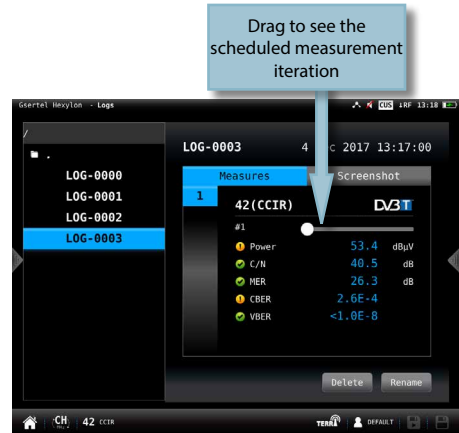 Drag to see the
scheduled measurement
iteration
Gsertel Hexylon - Logs
CUS ↓RF 13:18
/
.
LOG-0000
LOG-0001
LOG-0002
LOG-0003
LOG-0003 4 c 2017 13:17:00
Measures Screenshot
1
42(CCIR) DVB T
#1
Power 53.4 dBµV
C/N 40.5 dB
MER 26.3 dB
CBER 2.6E-4
VBER <1.0E-8
Delete Rename
CH 42 CCIR TERR DEFAULT